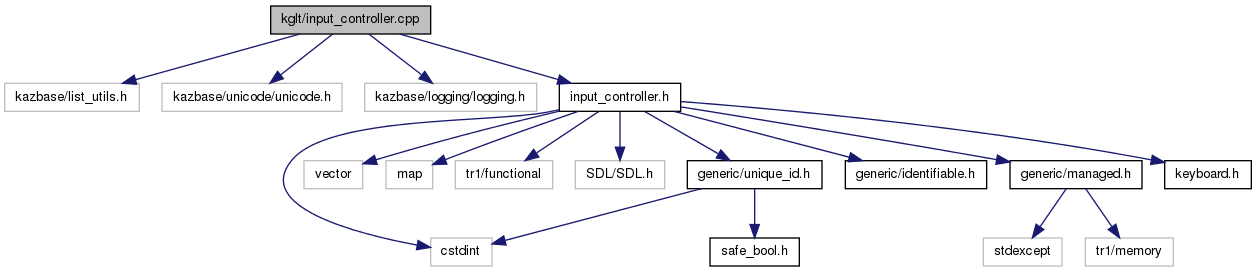 kglt/input_controller.cpp
kazbase/list_utils.h
kazbase/unicode/unicode.h
kazbase/logging/logging.h
input_controller.h
vector
map
tr1/functional
SDL/SDL.h
generic/unique_id.h
generic/identifiable.h
generic/managed.h
keyboard.h
cstdint
safe_bool.h
stdexcept
tr1/memory